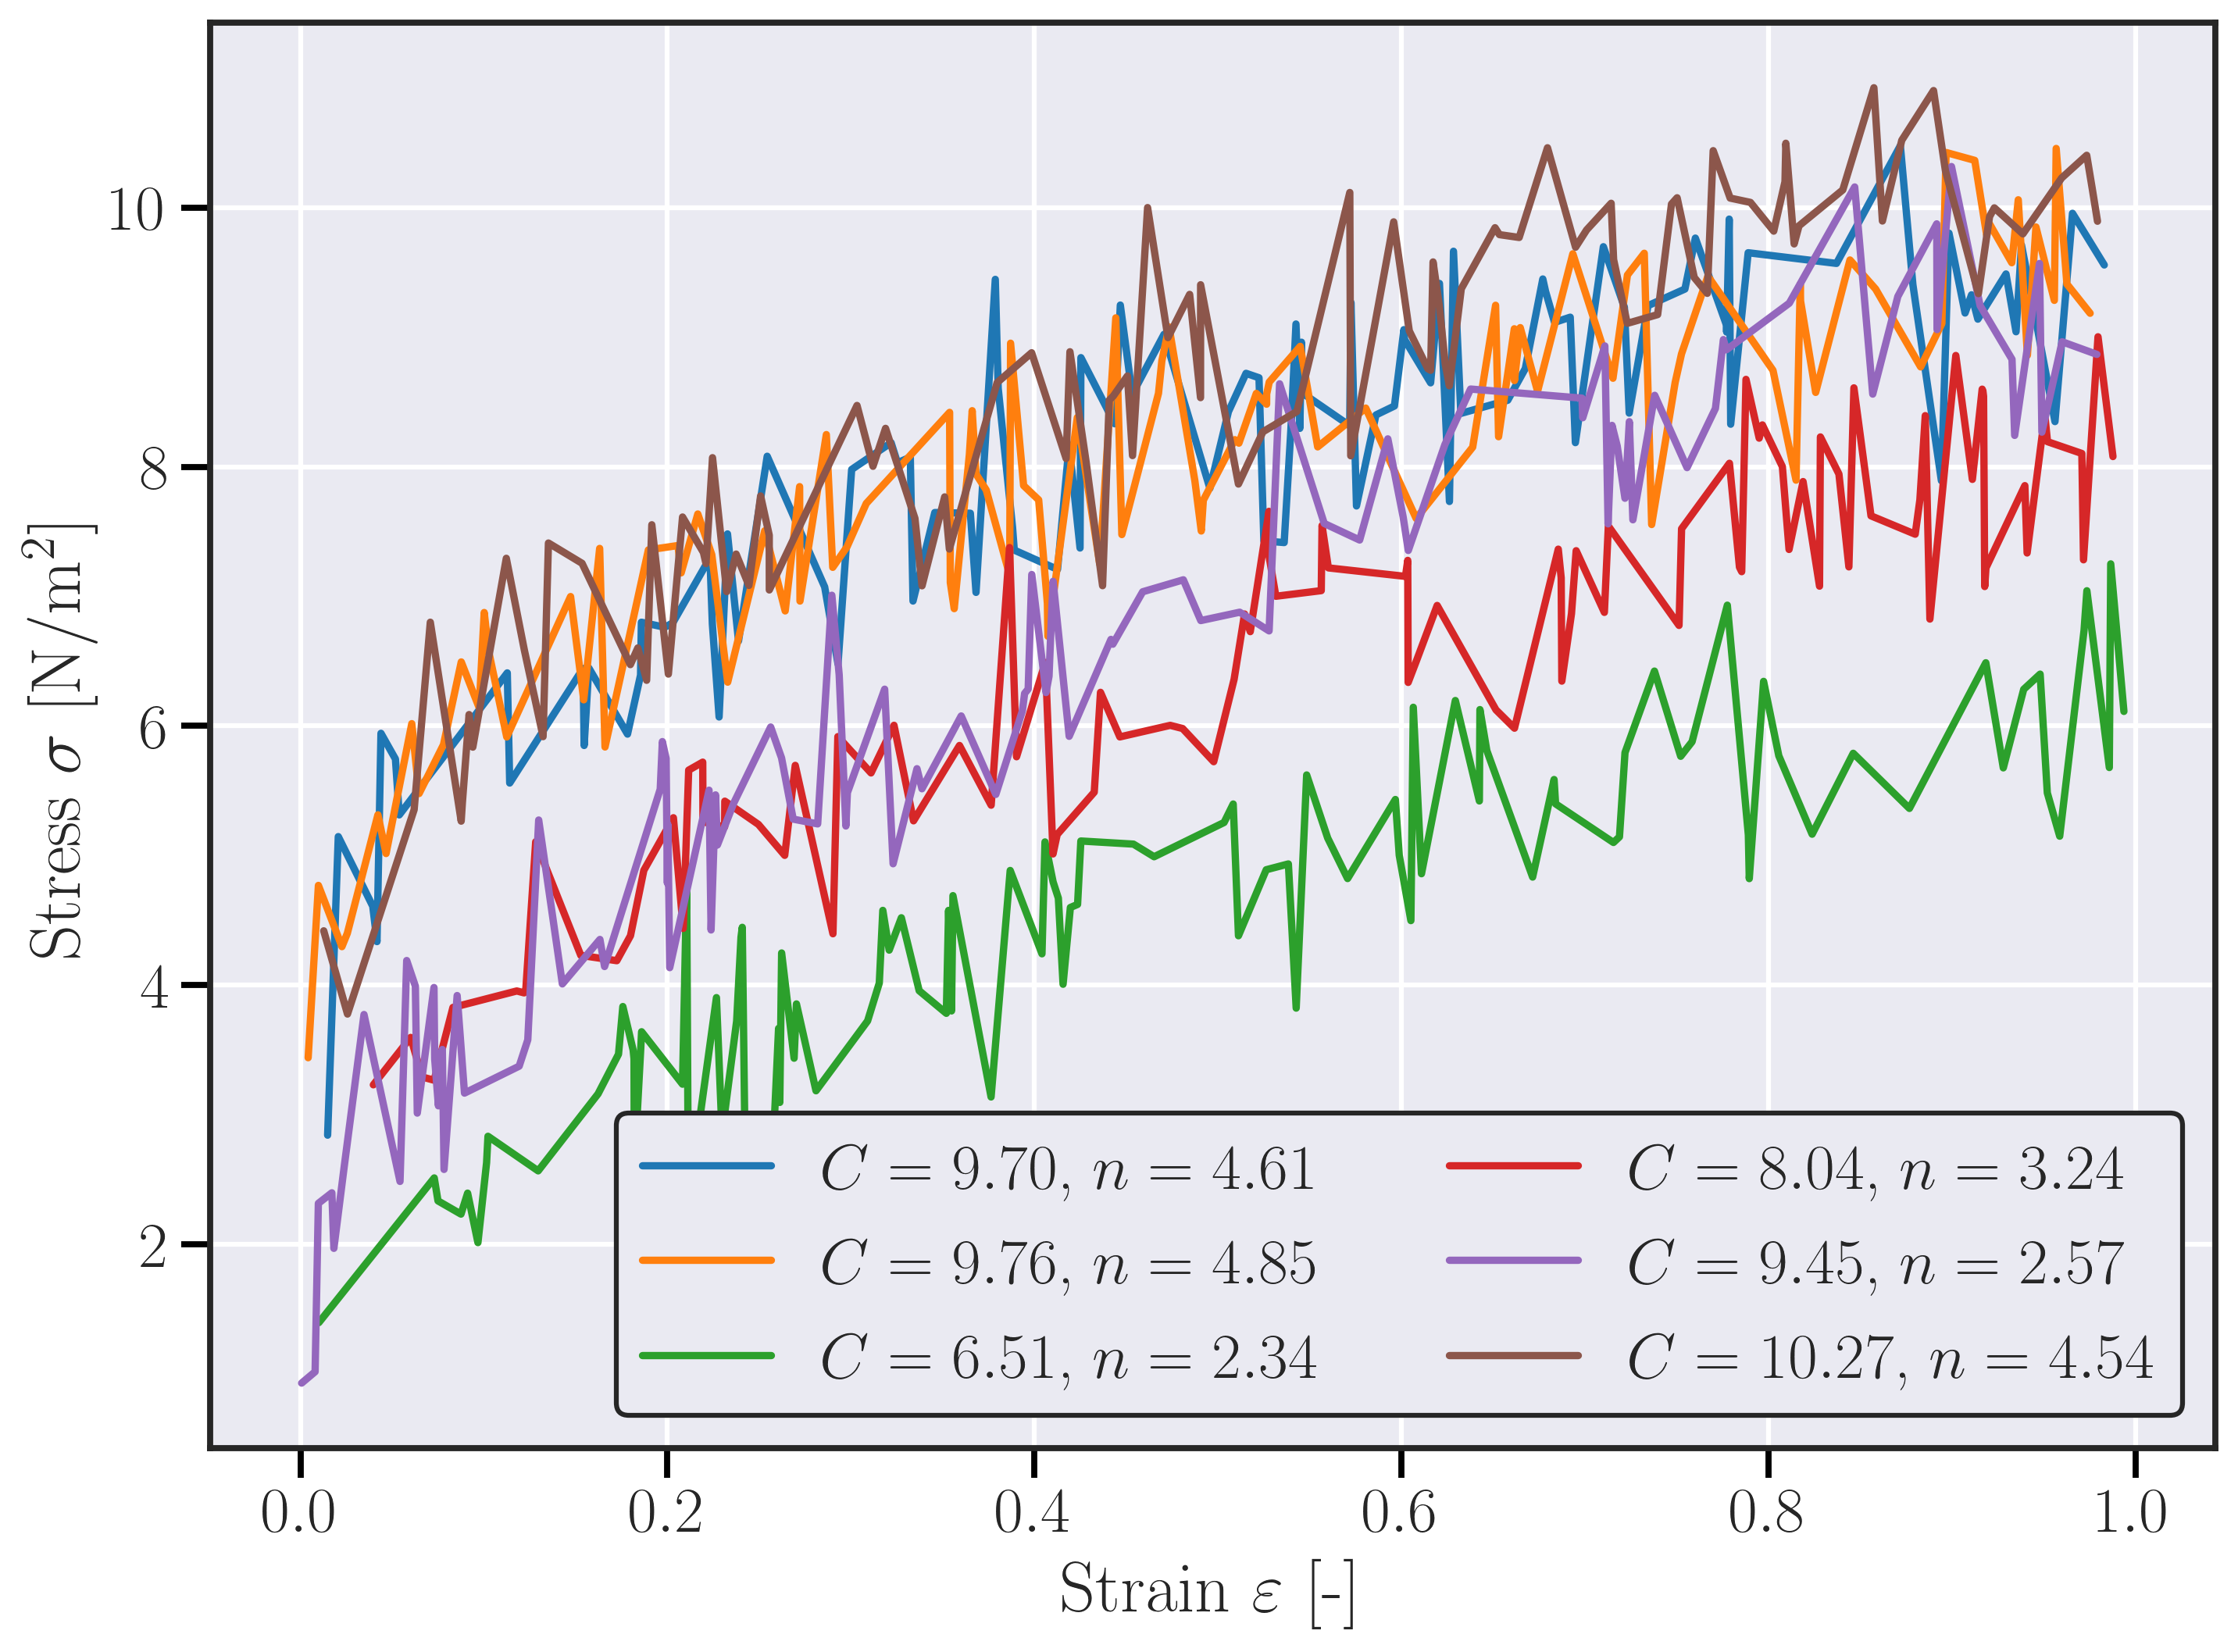 10
8
6
4
2
Stress σ [N/m²]
C = 9.70, n = 4.61
C = 9.76, n = 4.85
C = 6.51, n = 2.34
C = 8.04, n = 3.24
C = 9.45, n = 2.57
C = 10.27, n = 4.54
0.0 0.2 0.4 0.6 0.8 1.0
Strain ε [-]